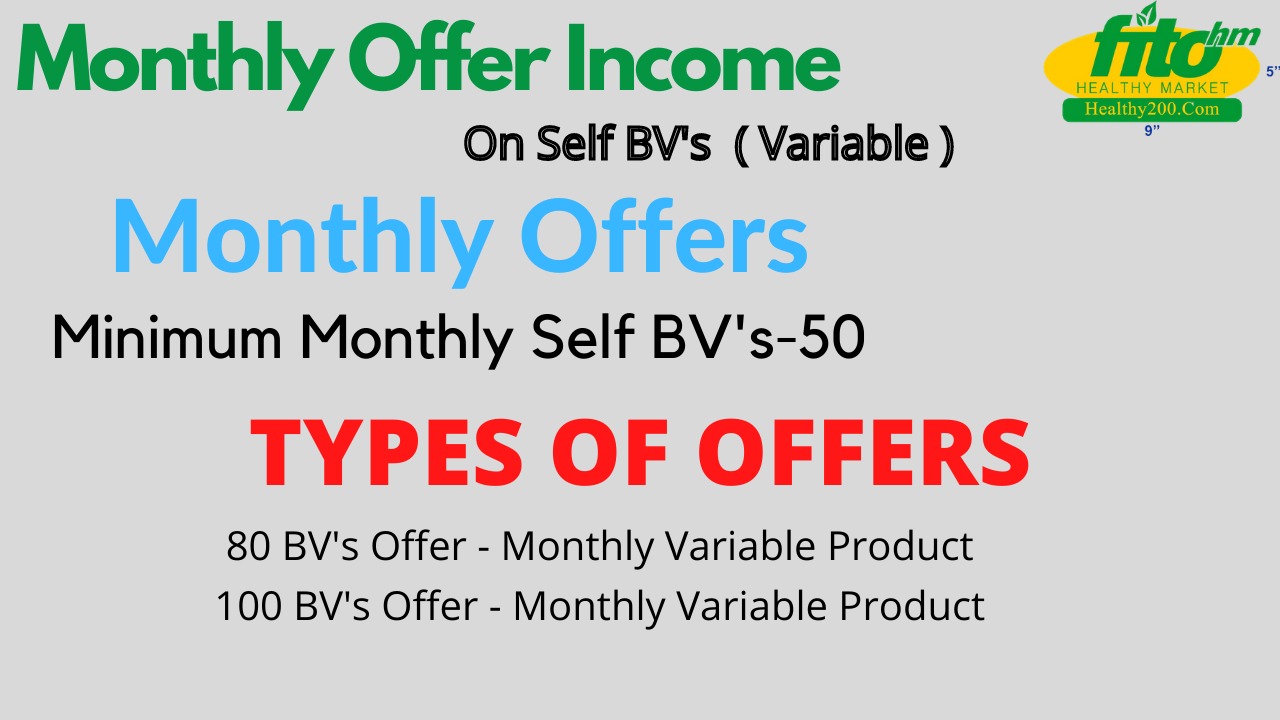 Monthly Offer Income
fito hm
HEALTHY MARKET
Healthy200.Com
5”
9”
On Self BV's ( Variable )
Monthly Offers
Minimum Monthly Self BV's-50
TYPES OF OFFERS
80 BV's Offer - Monthly Variable Product
100 BV's Offer - Monthly Variable Product